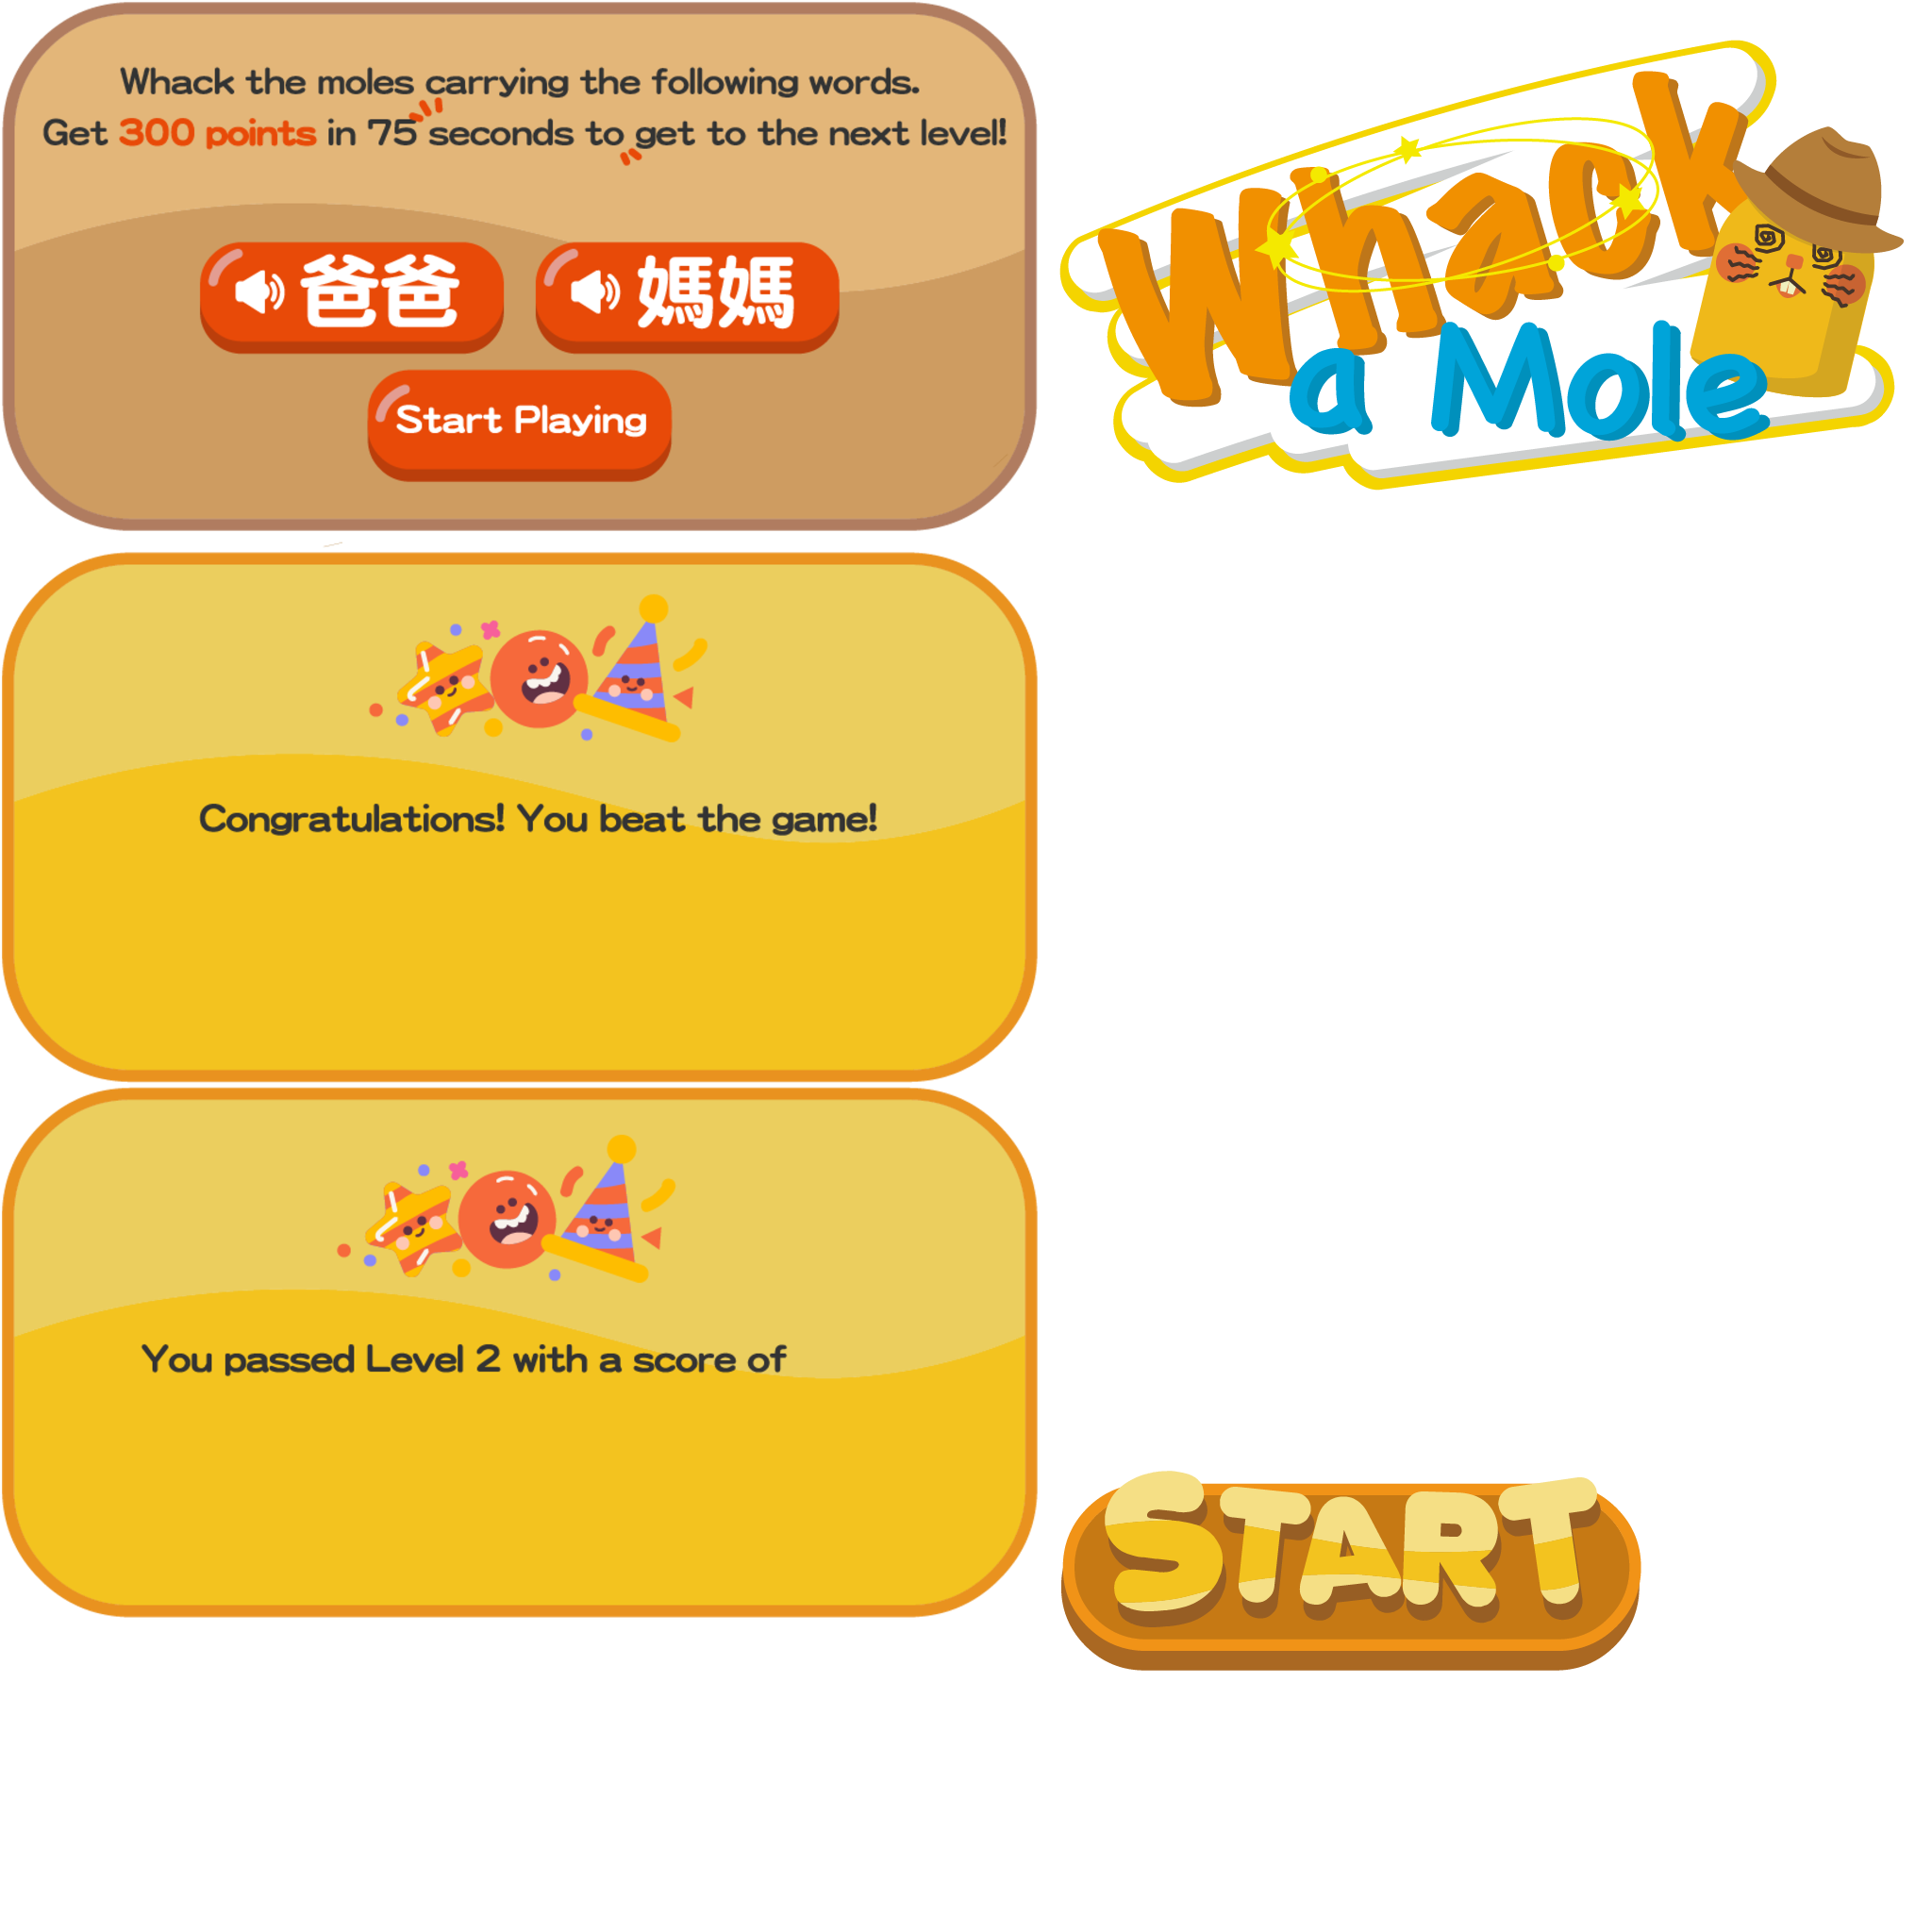 Whack the moles carrying the following words.
Get 300 points in 75 seconds to get to the next level!
爸爸
媽媽
Start Playing
Whack
a Mole
Congratulations! You beat the game!
You passed Level 2 with a score of
START